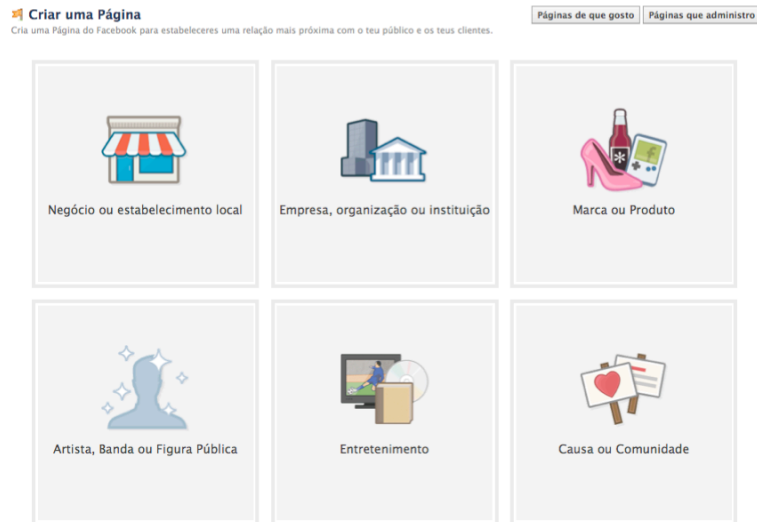 Criar uma Página
Páginas de que gosto
Páginas que administro
Cria uma Página do Facebook para estabeleceres uma relação mais próxima com o teu público e os teus clientes.
Negócio ou estabelecimento local
Empresa, organização ou instituição
Marca ou Produto
Artista, Banda ou Figura Pública
Entretenimento
Causa ou Comunidade